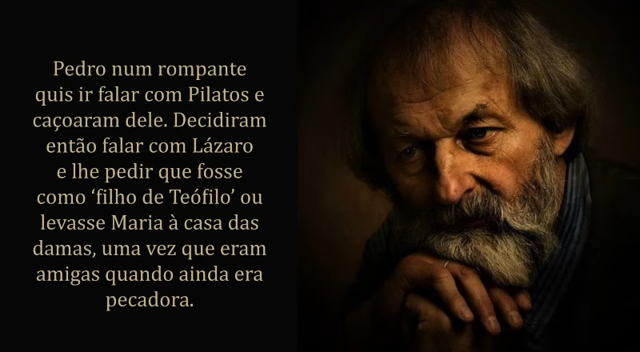 Pedro num rompante
quis ir falar com Pilatos e
caçoaram dele. Decidiram
então falar com Lázaro
e lhe pedir que fosse
como ‘filho de Teófilo’ ou
levasse Maria à casa das
damas, uma vez que eram
amigas quando ainda era
pecadora.